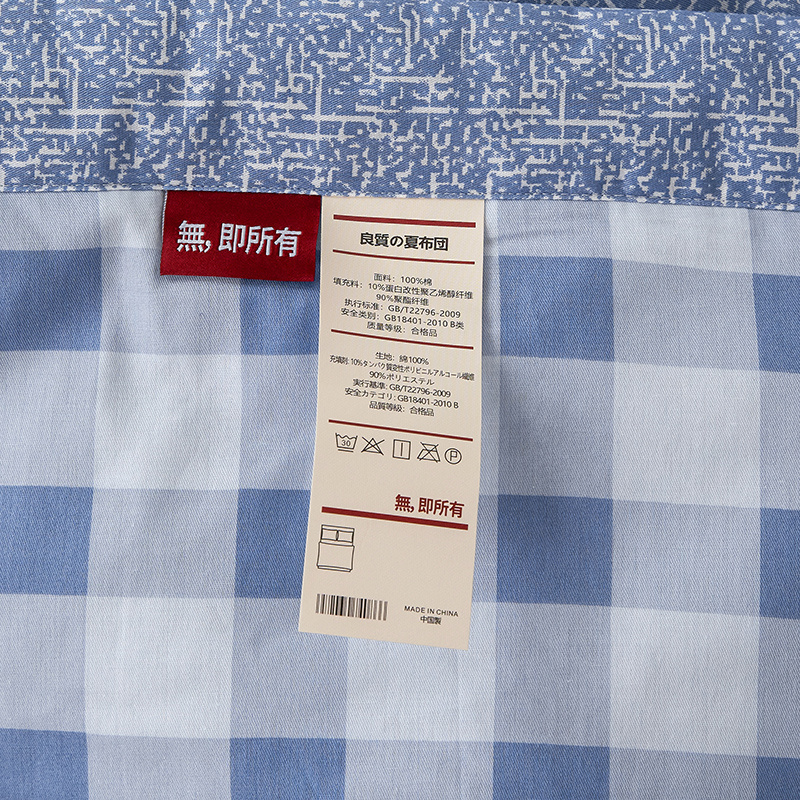 無,即所有
良質の夏布団
面料：100%棉
填充料：10%蛋白改性聚乙烯醇纤维
90%聚酯纤维
执行标准：GB/T22796-2009
安全类别：GB18401-2010 B类
质量等级：合格品
生地：綿100%
充填剤:10%タンパク質変性ポリビニルアルコール繊維
90%ポリエステル
実行基準:GB/T22796-2009
安全カテゴリ:GB18401-2010 B
品質等級：合格品
30
P
無,即所有
MADE IN CHINA
中国製